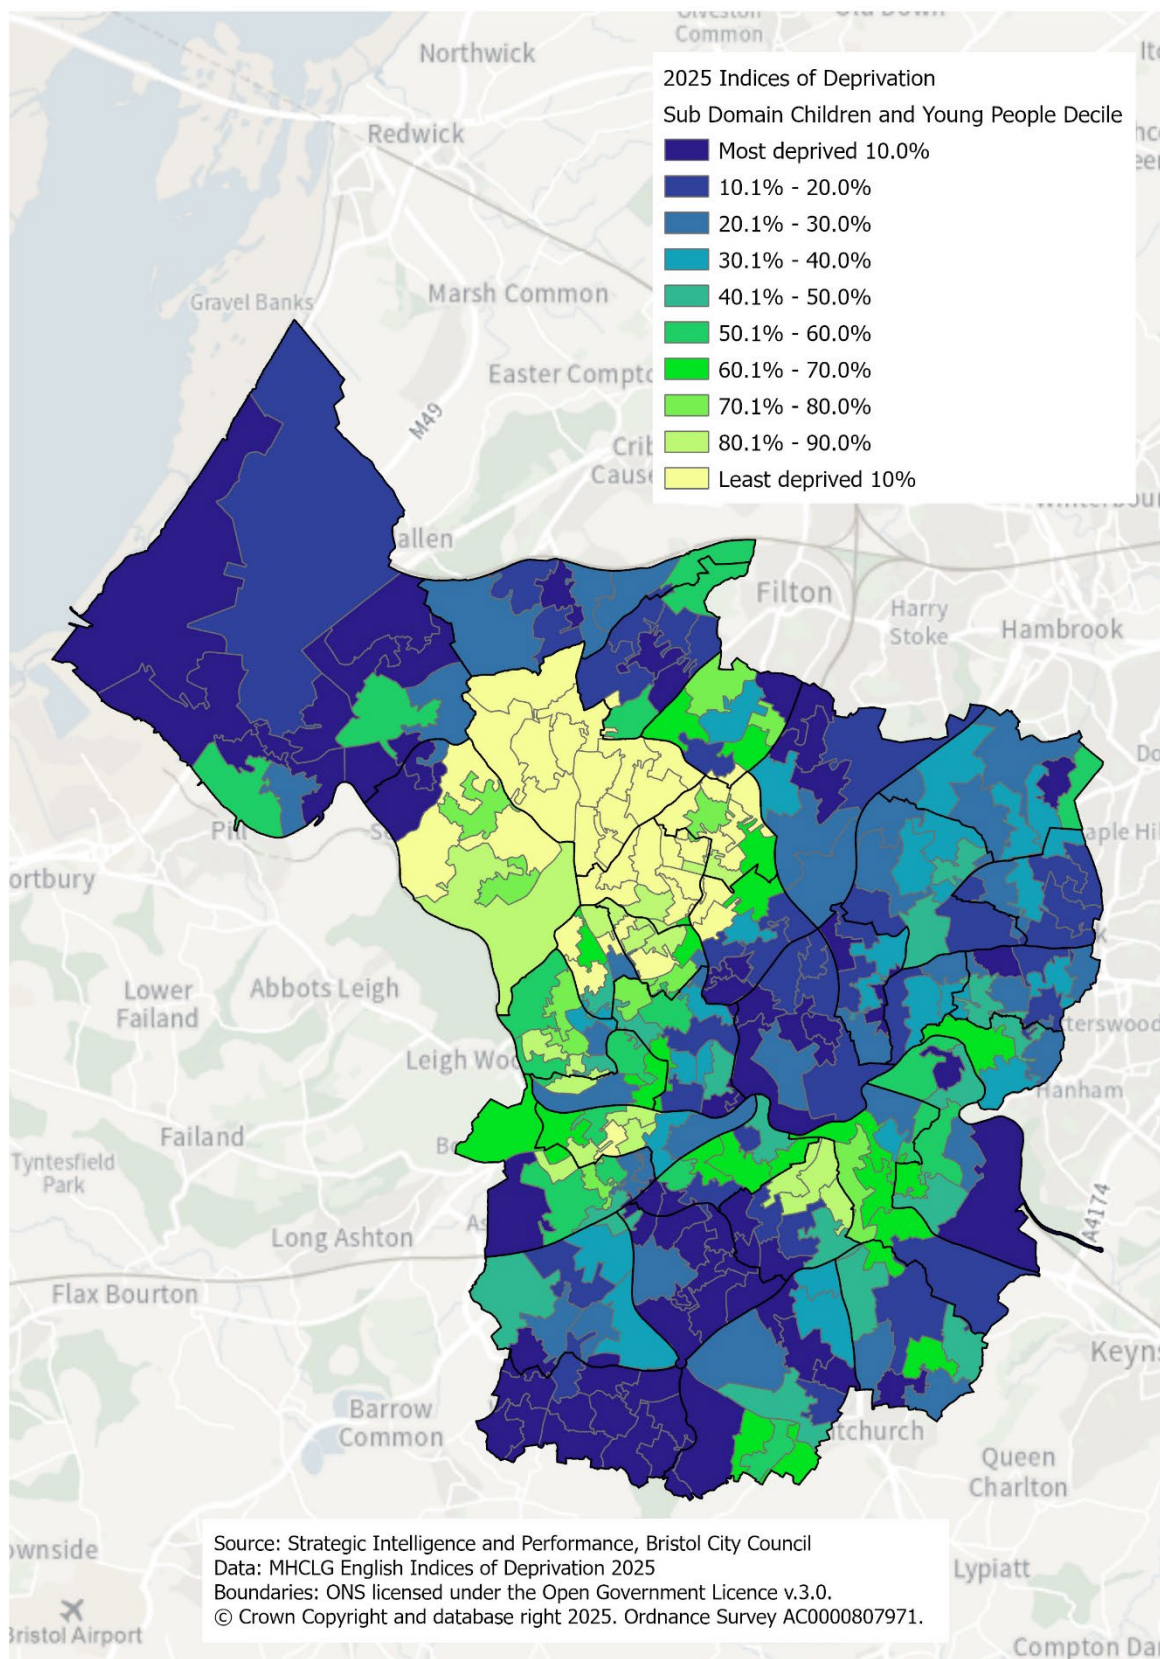 Common
Northwick
2025 Indices of Deprivation
Sub Domain Children and Young People Decile
Most deprived 10.0%
10.1% - 20.0%
20.1% - 30.0%
30.1% - 40.0%
40.1% - 50.0%
50.1% - 60.0%
60.1% - 70.0%
70.1% - 80.0%
80.1% - 90.0%
Least deprived 10%
Redwick
Gravel Banks
Marsh Common
Easter Compto
M49
Crib
Cause
allen
Filton
Harry
Stoke
Hambrook
Pill
aple Hi
ortbury
Lower
Failand
Abbots Leigh
Leigh Woo
tterswood
Hanham
Failand
Tyntesfield
Park
Long Ashton
A4174
Flax Bourton
Keyns
Barrow
Common
tchurch
Queen
Charlton
ownside
Lypiatt
Bristol Airport
Compton Da
Source: Strategic Intelligence and Performance, Bristol City Council
Data: MHCLG English Indices of Deprivation 2025
Boundaries: ONS licensed under the Open Government Licence v.3.0.
© Crown Copyright and database right 2025. Ordnance Survey AC0000807971.